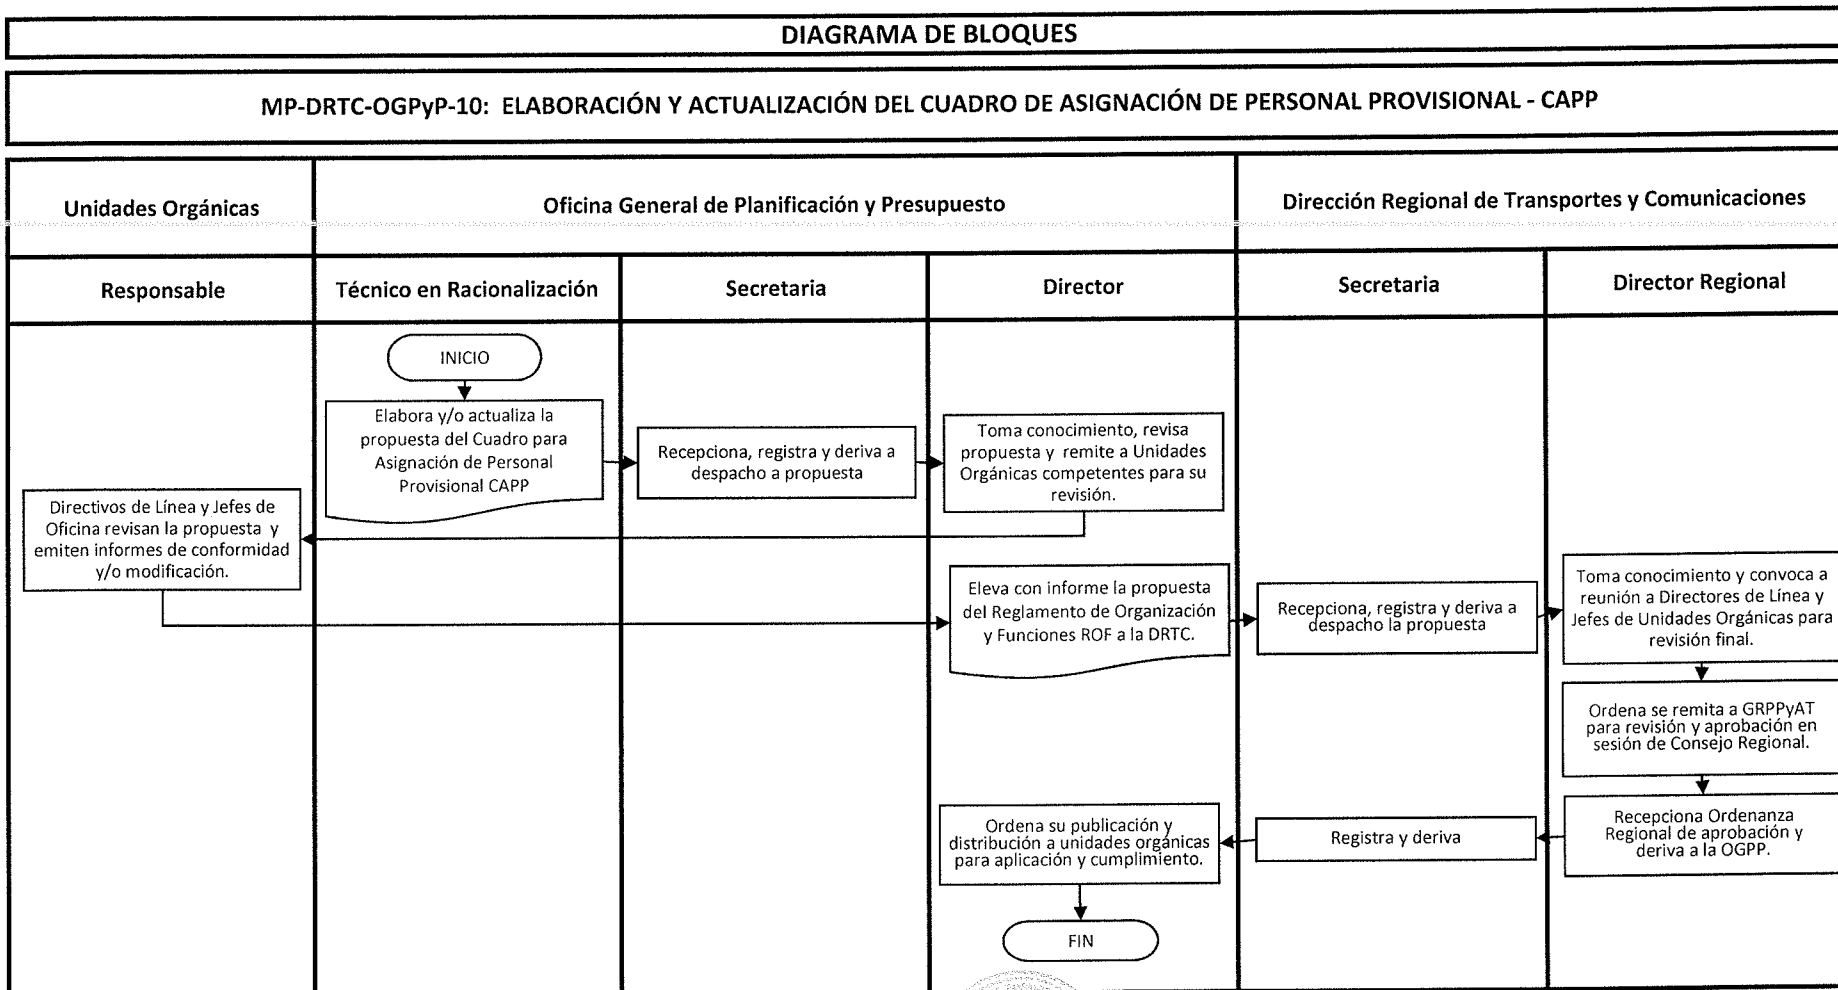 DIAGRAMA DE BLOQUES
MP-DRTC-OGPyP-10: ELABORACIÓN Y ACTUALIZACIÓN DEL CUADRO DE ASIGNACIÓN DE PERSONAL PROVISIONAL - CAPP
Unidades Orgánicas
Oficina General de Planificación y Presupuesto
Dirección Regional de Transportes y Comunicaciones
Responsable
Técnico en Racionalización
Secretaria
Director
Secretaria
Director Regional
INICIO
Elabora y/o actualiza la
propuesta del Cuadro para
Asignación de Personal
Provisional CAPP
Recepciona, registra y deriva a
despacho a propuesta
Toma conocimiento, revisa
propuesta y remite a Unidades
Orgánicas competentes para su
revisión.
Directivos de Línea y Jefes de
Oficina revisan la propuesta y
emiten informes de conformidad
y/o modificación.
Eleva con informe la propuesta
del Reglamento de Organización
y Funciones ROF a la DRTC.
Recepciona, registra y deriva a
despacho la propuesta
Toma conocimiento y convoca a
reunión a Directores de Línea y
Jefes de Unidades Orgánicas para
revisión final.
Ordena se remita a GRPPyAT
para revisión y aprobación en
sesión de Consejo Regional.
Recepciona Ordenanza
Regional de aprobación y
deriva a la OGPP.
Registra y deriva
Ordena su publicación y
distribución a unidades orgánicas
para aplicación y cumplimiento.
FIN